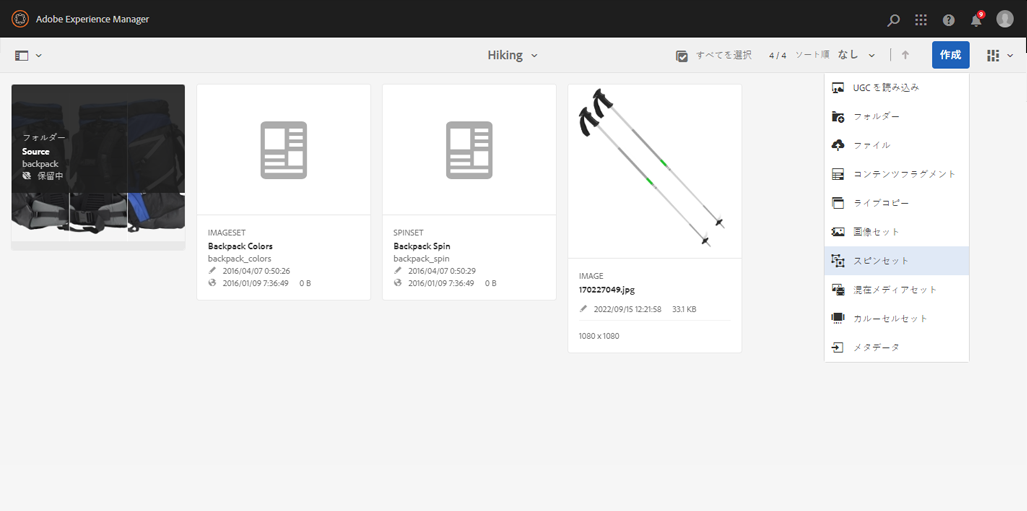 Adobe Experience Manager
9
Hiking
すべてを選択
4 / 4
ソート順
なし
作成
フォルダー
Source
backpack
保留中
IMAGESET
Backpack Colors
backpack_colors
2016/04/07 0:50:26
2016/01/09 7:36:49 0 B
SPINSET
Backpack Spin
backpack_spin
2016/04/07 0:50:29
2016/01/09 7:36:49 0 B
IMAGE
170227049.jpg
2022/09/15 12:21:58 33.1 KB
1080 x 1080
UGC を読み込み
フォルダー
ファイル
コンテンツフラグメント
ライブコピー
画像セット
スピンセット
混在メディアセット
カルーセルセット
メタデータ